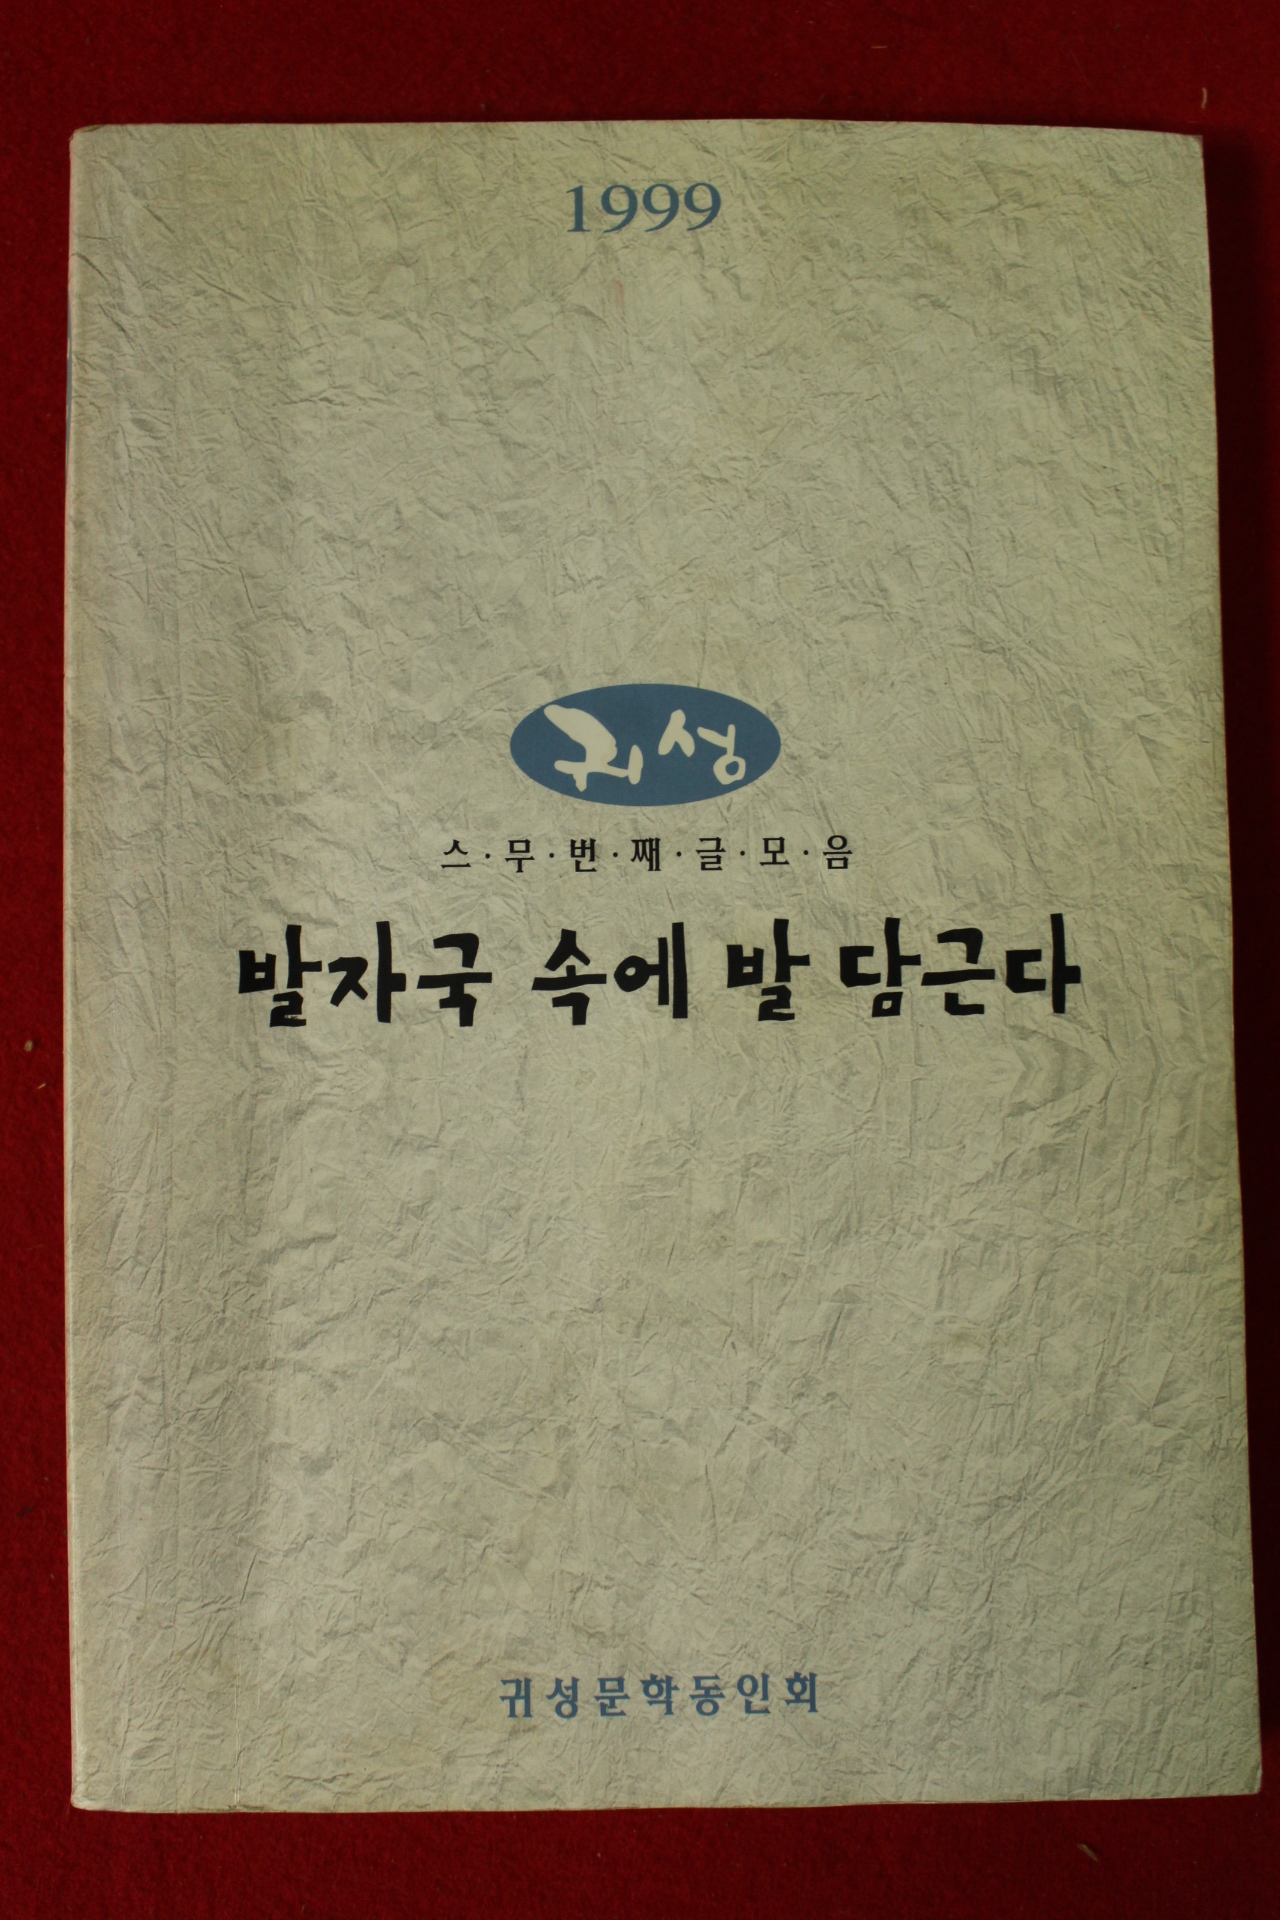 1999
귀성
스·무·번·째·글·모·음
발자국 속에 발 담근다
귀성문학동인회